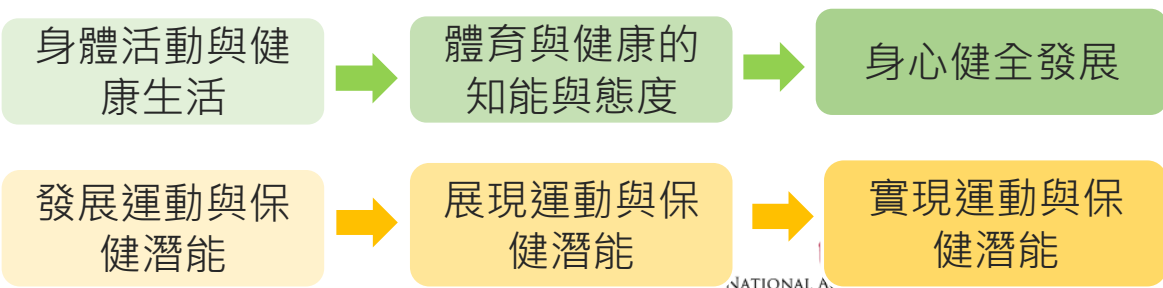 身體活動與健
康生活
體育與健康的
知能與態度
身心健全發展
發展運動與保
健潛能
展現運動與保
健潛能
實現運動與保
健潛能
NATIONAL